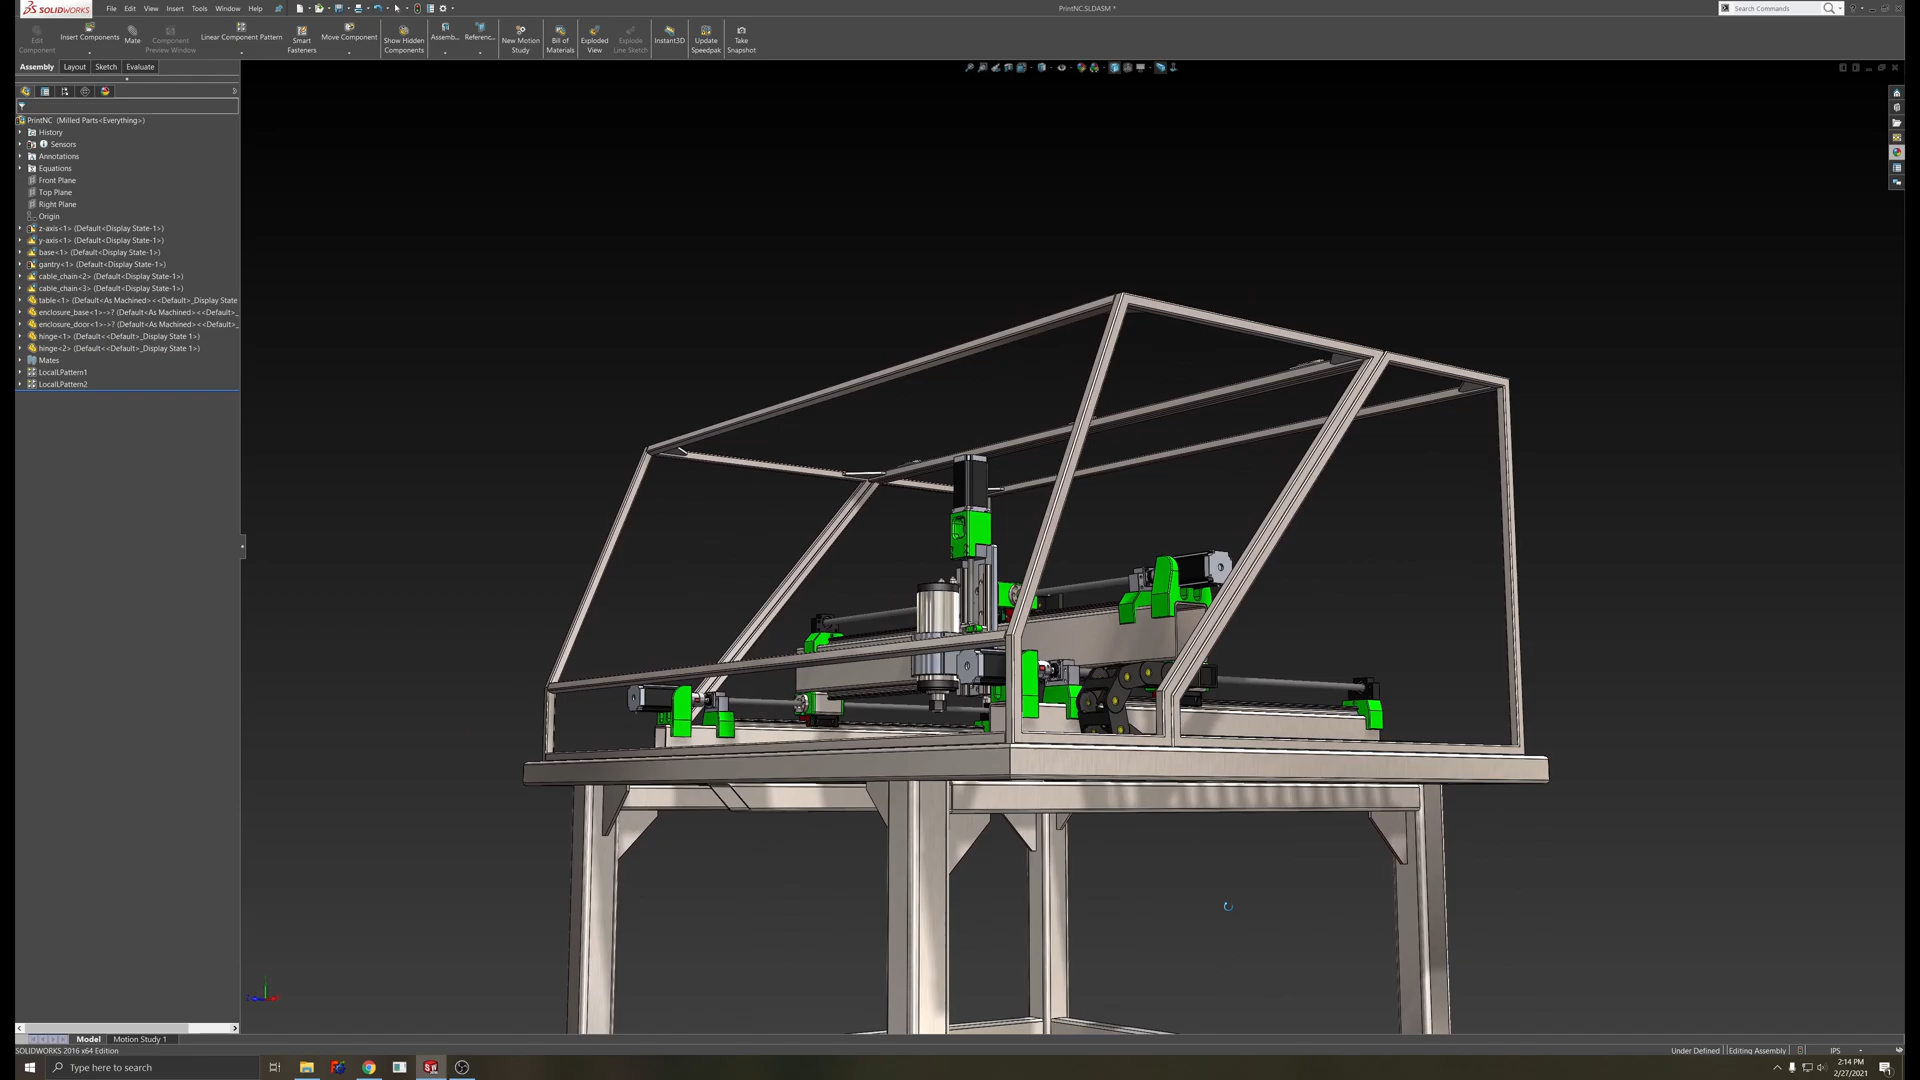 SOLIDWORKS
File
Edit
View
Insert
Tools
Window
Help
PrintNC.SLDASM *
Search Commands
Edit Component
Insert Components
Mate
Component Preview Window
Linear Component Pattern
Smart Fasteners
Move Component
Show Hidden Components
Assemb...
Referenc...
New Motion Study
Bill of Materials
Exploded View
Explode Line Sketch
Instant3D
Update Speedpak
Take Snapshot
Assembly
Layout
Sketch
Evaluate
PrintNC (Milled Parts<Everything>)
History
Sensors
Annotations
Equations
Front Plane
Top Plane
Right Plane
Origin
z-axis<1> (Default<Display State-1>)
y-axis<1> (Default<Display State-1>)
base<1> (Default<Display State-1>)
gantry<1> (Default<Display State-1>)
cable_chain<2> (Default<Display State-1>)
cable_chain<3> (Default<Display State-1>)
table<1> (Default<As Machined><<Default>_Display State
enclosure_base<1>->? (Default<As Machined><<Default>_
enclosure_door<1>->? (Default<As Machined><<Default>_
hinge<1> (Default<<Default>_Display State 1>)
hinge<2> (Default<<Default>_Display State 1>)
Mates
LocalLPattern1
LocalLPattern2
Model
Motion Study 1
SOLIDWORKS 2016 x64 Edition
Under Defined
Editing Assembly
IPS
Type here to search
2:14 PM
2/27/2021